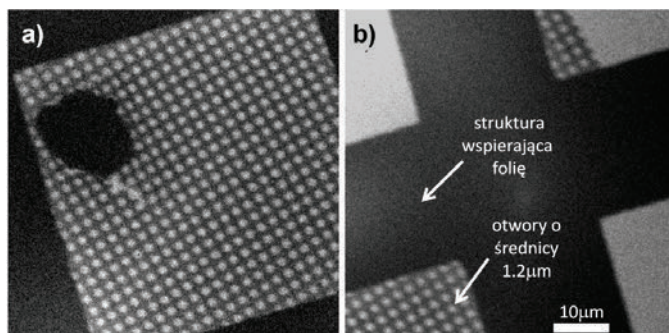 a)
b)
struktura
wspierająca
folię
otwory o
średnicy
1.2µm
10µm